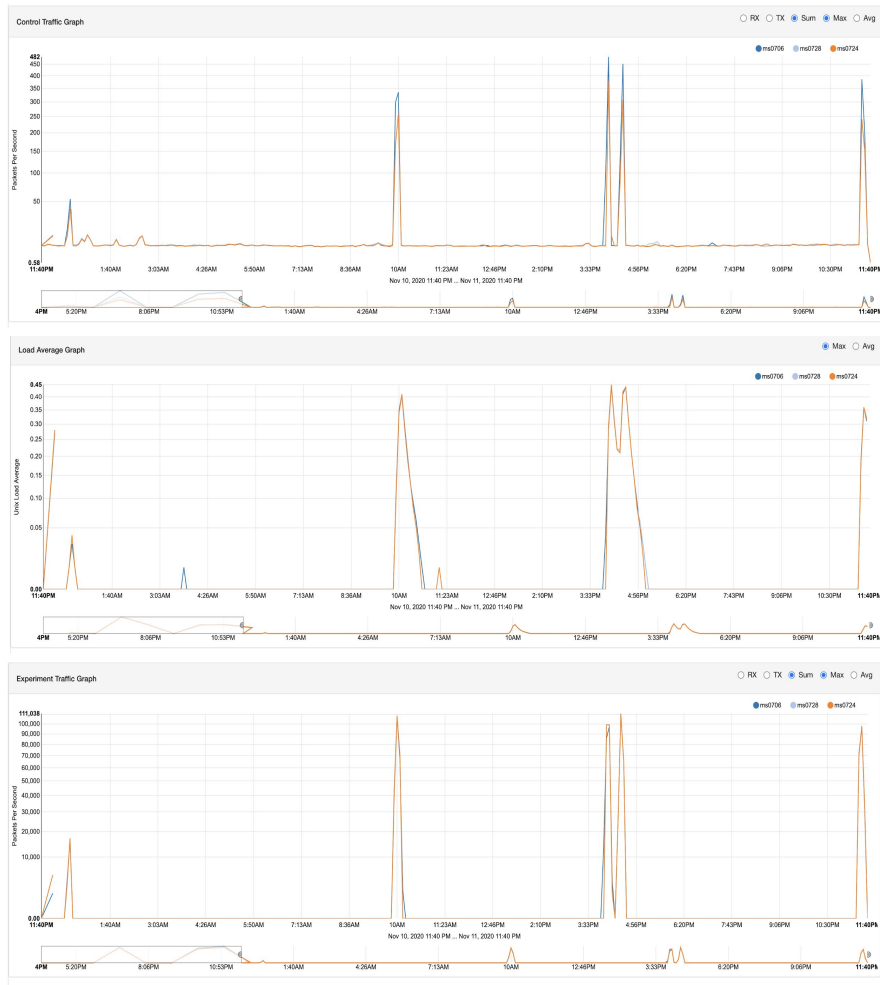 Control Traffic Graph
RX TX Sum Max Avg
ms0706 ms0728 ms0724
482
450
400
350
300
250
200
150
100
50
0.58
Packets Per Second
11:40PM 1:40AM 3:03AM 4:26AM 5:50AM 7:13AM 8:36AM 10AM 11:23AM 12:46PM 2:10PM 3:33PM 4:56PM 6:20PM 7:43PM 9:06PM 10:30PM 11:40PM
Nov 10, 2020 11:40 PM ... Nov 11, 2020 11:40 PM
4PM 5:20PM 8:06PM 10:53PM 1:40AM 4:26AM 7:13AM 10AM 12:46PM 3:33PM 6:20PM 9:06PM 11:40PM
Load Average Graph
Max Avg
ms0706 ms0728 ms0724
0.45
0.40
0.35
0.30
0.25
0.20
0.15
0.10
0.05
0.00
Unix Load Average
11:40PM 1:40AM 3:03AM 4:26AM 5:50AM 7:13AM 8:36AM 10AM 11:23AM 12:46PM 2:10PM 3:33PM 4:56PM 6:20PM 7:43PM 9:06PM 10:30PM 11:40PM
Nov 10, 2020 11:40 PM ... Nov 11, 2020 11:40 PM
4PM 5:20PM 8:06PM 10:53PM 1:40AM 4:26AM 7:13AM 10AM 12:46PM 3:33PM 6:20PM 9:06PM 11:40PM
Experiment Traffic Graph
RX TX Sum Max Avg
ms0706 ms0728 ms0724
111,038
100,000
90,000
80,000
70,000
60,000
50,000
40,000
30,000
20,000
10,000
0.00
Packets Per Second
11:40PM 1:40AM 3:03AM 4:26AM 5:50AM 7:13AM 8:36AM 10AM 11:23AM 12:46PM 2:10PM 3:33PM 4:56PM 6:20PM 7:43PM 9:06PM 10:30PM 11:40PM
Nov 10, 2020 11:40 PM ... Nov 11, 2020 11:40 PM
4PM 5:20PM 8:06PM 10:53PM 1:40AM 4:26AM 7:13AM 10AM 12:46PM 3:33PM 6:20PM 9:06PM 11:40PM